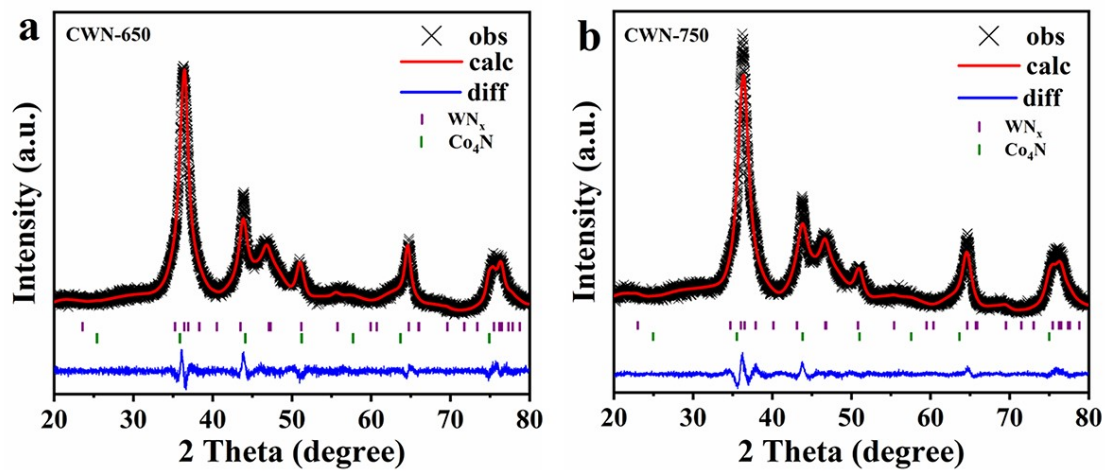 a
CWN-650
obs
calc
diff
WNx
Co4N
Intensity (a.u.)
20 30 40 50 60 70 80
2 Theta (degree)
b
CWN-750
obs
calc
diff
WNx
Co4N
Intensity (a.u.)
20 30 40 50 60 70 80
2 Theta (degree)